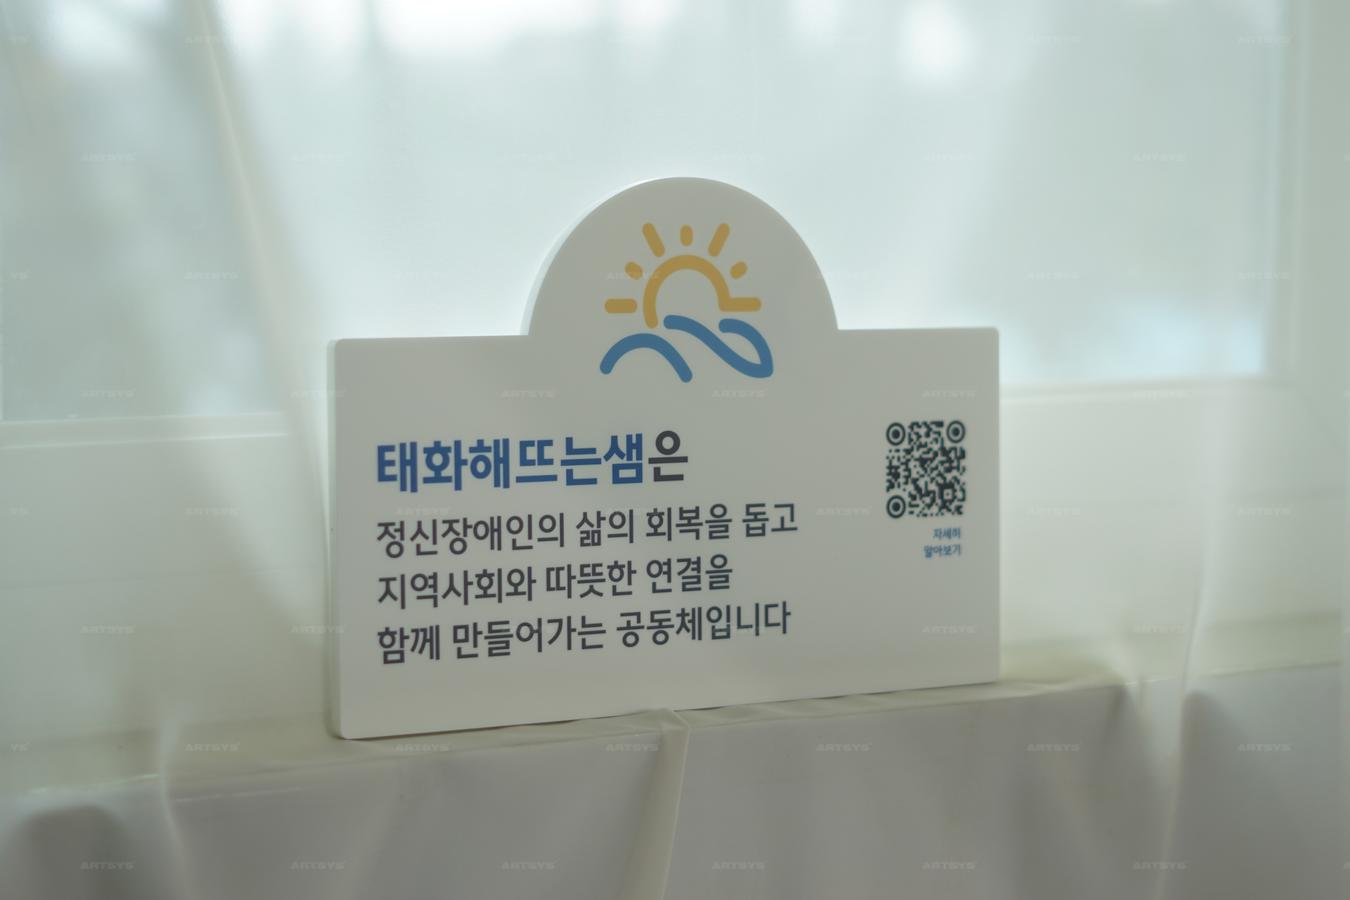 태화해뜨는샘은
정신장애인의 삶의 회복을 돕고
지역사회와 따뜻한 연결을
함께 만들어가는 공동체입니다
자세히
알아보기
ARTSYS